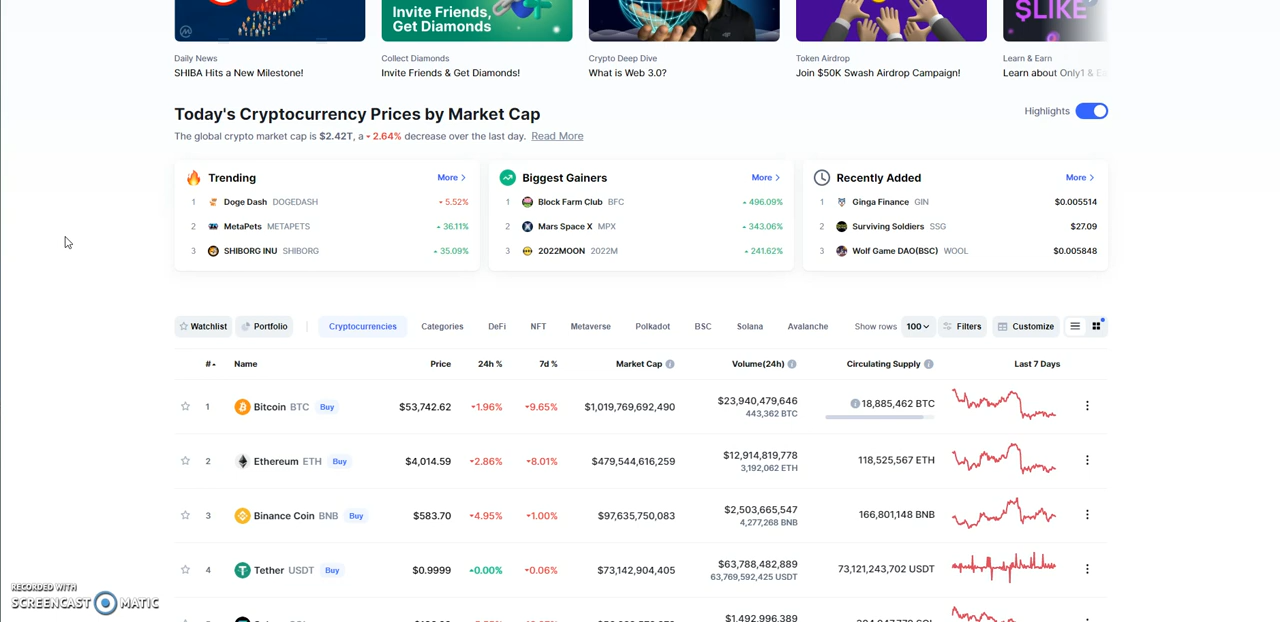 Invite Friends,
Get Diamonds
$LIKE
Daily News
SHIBA Hits a New Milestone!
Collect Diamonds
Invite Friends & Get Diamonds!
Crypto Deep Dive
What is Web 3.0?
Token Airdrop
Join $50K Swash Airdrop Campaign!
Learn & Earn
Learn about Only1 &
Today's Cryptocurrency Prices by Market Cap
Highlights
The global crypto market cap is $2.42T, a 2.64% decrease over the last day. Read More
Trending
More
1 Doge Dash DOGEDASH 5.52%
2 MetaPets METAPETS 36.11%
3 SHIBORG INU SHIBORG 35.09%
Biggest Gainers
More
1 Block Farm Club BFC 496.09%
2 Mars Space X MPX 343.06%
3 2022MOON 2022M 241.62%
Recently Added
More
1 Ginga Finance GIN $0.005514
2 Surviving Soldiers SSG $27.09
3 Wolf Game DAO(BSC) WOOL $0.005848
Watchlist Portfolio Cryptocurrencies Categories DeFi NFT Metaverse Polkadot BSC Solana Avalanche Show rows 100 Filters Customize
# Name Price 24h % 7d % Market Cap Volume(24h) Circulating Supply Last 7 Days
1 Bitcoin BTC Buy $53,742.62 1.96% 9.65% $1,019,769,692,490 $23,940,479,646 18,885,462 BTC
443,362 BTC
2 Ethereum ETH Buy $4,014.59 2.86% 8.01% $479,544,616,259 $12,914,819,778 118,525,567 ETH
3,192,062 ETH
3 Binance Coin BNB Buy $583.70 4.95% 1.00% $97,635,750,083 $2,503,665,547 166,801,148 BNB
4,277,268 BNB
4 Tether USDT Buy $0.9999 0.00% 0.06% $73,142,904,405 $63,788,482,889 73,121,243,702 USDT
63,769,592,425 USDT
$1,492,996,389
RECORDED WITH
SCREENCAST MATIC